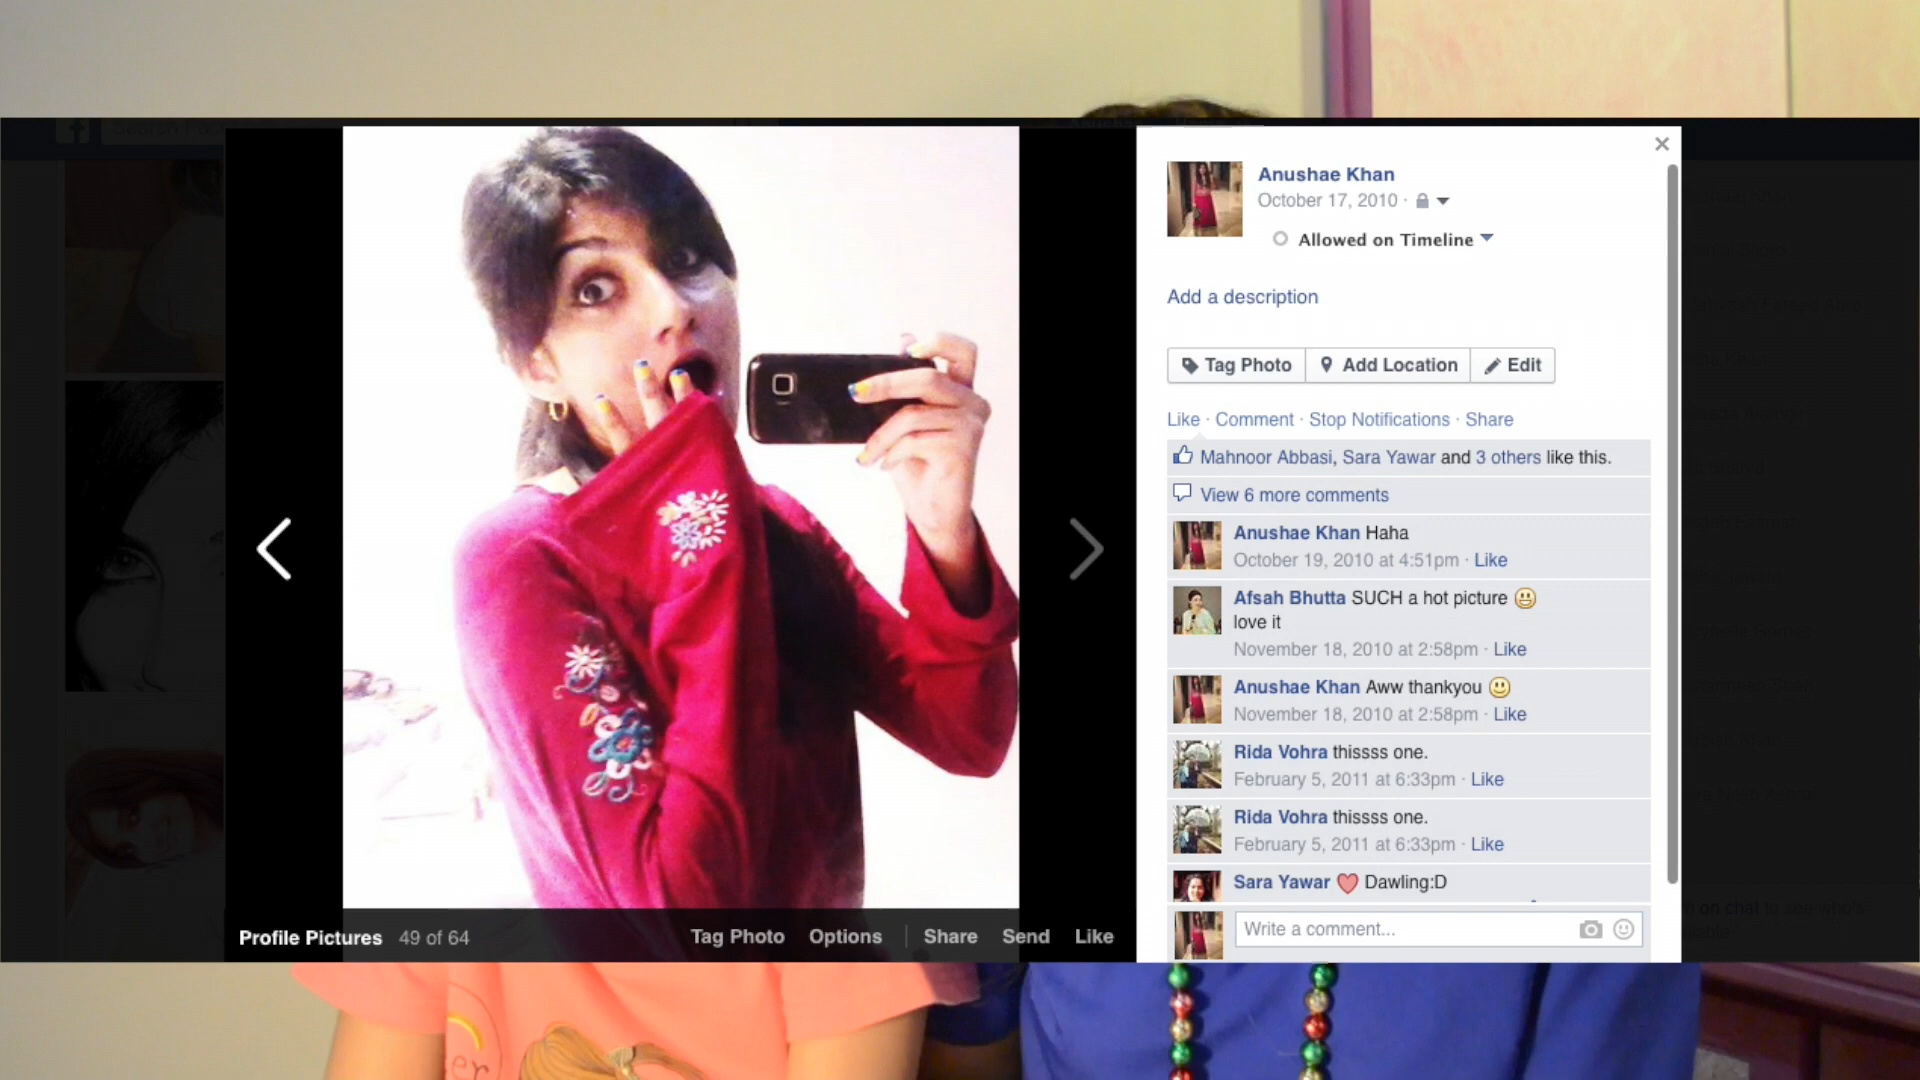 Anushae Khan
October 17, 2010 ·
Allowed on Timeline
Add a description
Tag Photo
Add Location
Edit
Like · Comment · Stop Notifications · Share
Mahnoor Abbasi, Sara Yawar and 3 others like this.
View 6 more comments
Anushae Khan Haha
October 19, 2010 at 4:51pm · Like
Afsah Bhutta SUCH a hot picture
love it
November 18, 2010 at 2:58pm · Like
Anushae Khan Aww thankyou
November 18, 2010 at 2:58pm · Like
Rida Vohra thissss one.
February 5, 2011 at 6:33pm · Like
Rida Vohra thissss one.
February 5, 2011 at 6:33pm · Like
Sara Yawar Dawling:D
Write a comment...
Profile Pictures 49 of 64
Tag Photo Options Share Send Like